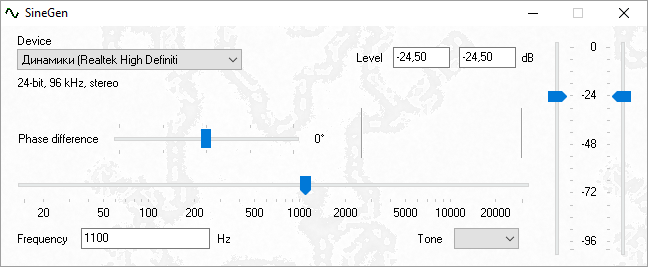 SineGen
Device
Динамики (Realtek High Definiti
24-bit, 96 kHz, stereo
Level -24,50 -24,50 dB
Phase difference 0°
0
-24
-48
-72
-96
20 50 100 200 500 1000 2000 5000 10000 20000
Frequency 1100 Hz
Tone